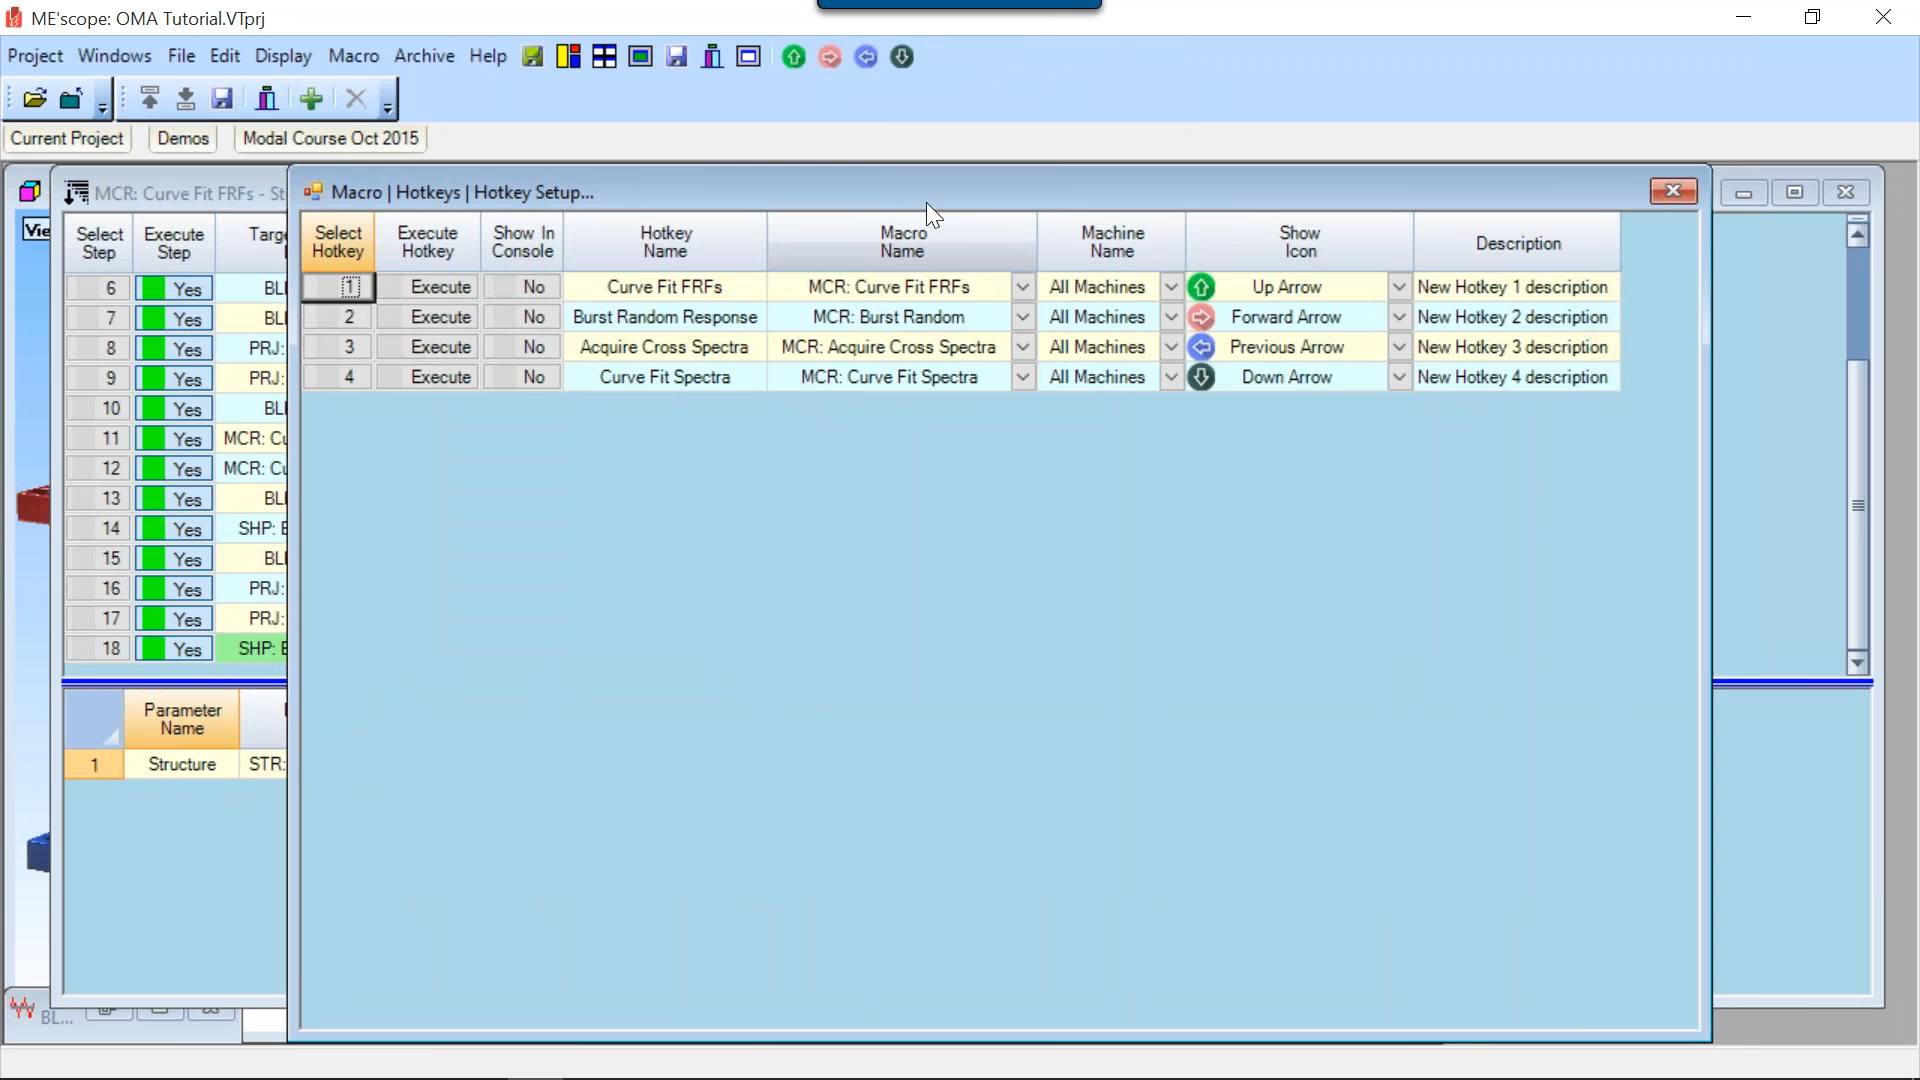 ME'scope: OMA Tutorial.VTprj
Project Windows File Edit Display Macro Archive Help
Current Project Demos Modal Course Oct 2015
MCR: Curve Fit FRFs - St
Macro | Hotkeys | Hotkey Setup...
Vie
Select Step Execute Step Targe
6 Yes BL
7 Yes BL
8 Yes PRJ:
9 Yes PRJ:
10 Yes BL
11 Yes MCR: Cu
12 Yes MCR: Cu
13 Yes BL
14 Yes SHP: E
15 Yes BL
16 Yes PRJ:
17 Yes PRJ:
18 Yes SHP: E
Parameter Name
1 Structure STR:
BL...
Select Hotkey Execute Hotkey Show In Console Hotkey Name Macro Name Machine Name Show Icon Description
1 Execute No Curve Fit FRFs MCR: Curve Fit FRFs All Machines Up Arrow New Hotkey 1 description
2 Execute No Burst Random Response MCR: Burst Random All Machines Forward Arrow New Hotkey 2 description
3 Execute No Acquire Cross Spectra MCR: Acquire Cross Spectra All Machines Previous Arrow New Hotkey 3 description
4 Execute No Curve Fit Spectra MCR: Curve Fit Spectra All Machines Down Arrow New Hotkey 4 description